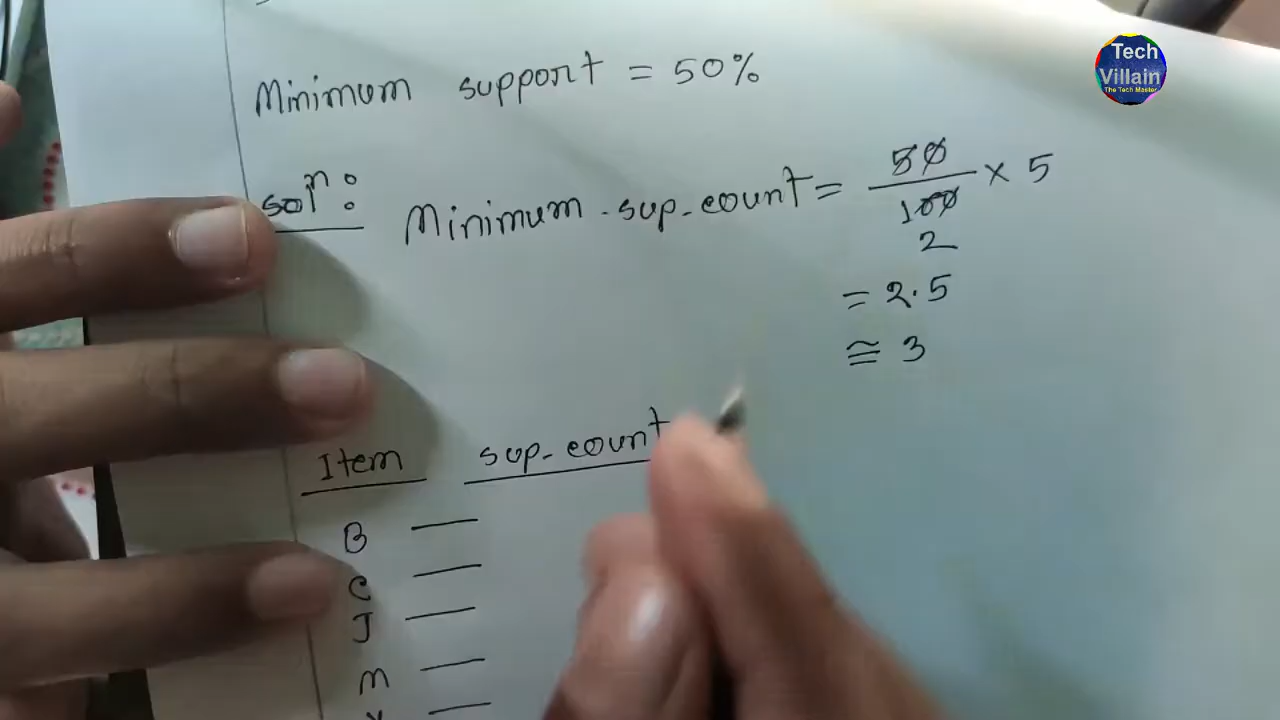 Tech
Villain
The Tech Master
Minimum support = 50%
solⁿ: Minimum-sup-count = 50/100 × 5
2
= 2.5
≅ 3
Item sup-count
B —
C —
J —
M —
Y —